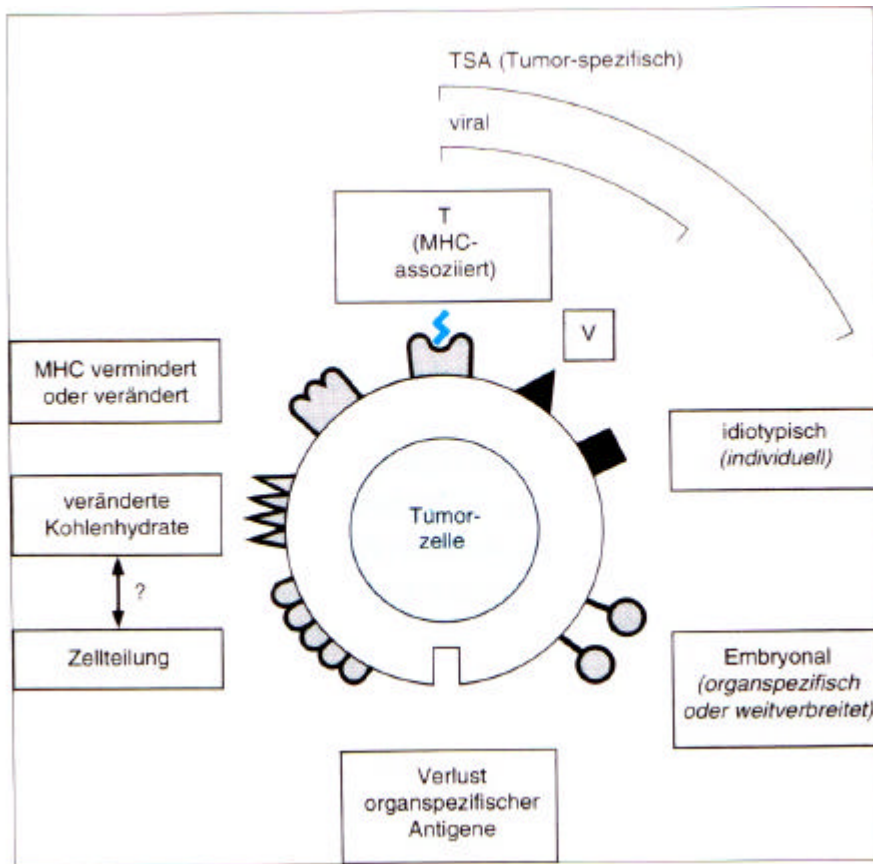 TSA (Tumor-spezifisch)
viral
T
(MHC-
assoziiert)
V
MHC vermindert
oder verändert
idiotypisch
(individuell)
veränderte
Kohlenhydrate
Tumor-
zelle
?
Zellteilung
Embryonal
(organspezifisch
oder weitverbreitet)
Verlust
organspezifischer
Antigene